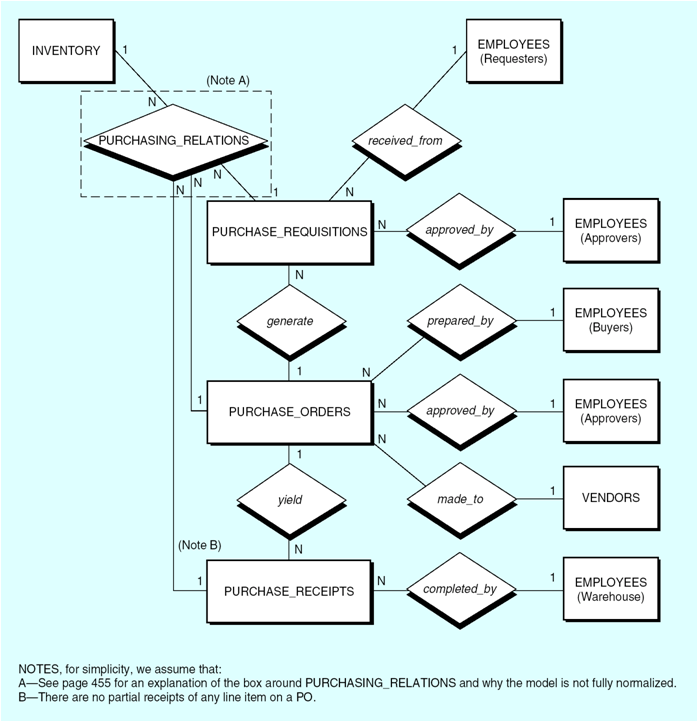 INVENTORY
1
N
(Note A)
PURCHASING_RELATIONS
N
N
N
1
1
EMPLOYEES
(Requesters)
received_from
N
PURCHASE_REQUISITIONS
N
approved_by
1
EMPLOYEES
(Approvers)
N
generate
1
prepared_by
1
EMPLOYEES
(Buyers)
N
1
PURCHASE_ORDERS
N
approved_by
1
EMPLOYEES
(Approvers)
N
1
yield
N
made_to
1
VENDORS
(Note B)
1
PURCHASE_RECEIPTS
N
completed_by
1
EMPLOYEES
(Warehouse)
NOTES, for simplicity, we assume that:
A—See page 455 for an explanation of the box around PURCHASING_RELATIONS and why the model is not fully normalized.
B—There are no partial receipts of any line item on a PO.